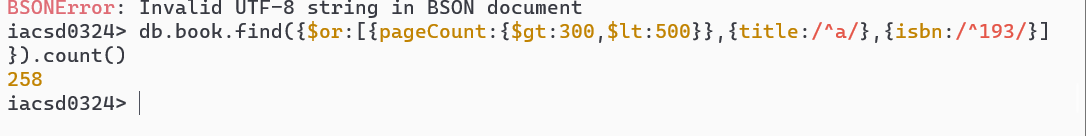 BSONError: Invalid UTF-8 string in BSON document
iacsd0324> db.book.find({$or:[{pageCount:{$gt:300,$lt:500}},{title:/^a/},{isbn:/^193/}]
}).count()
258
iacsd0324>